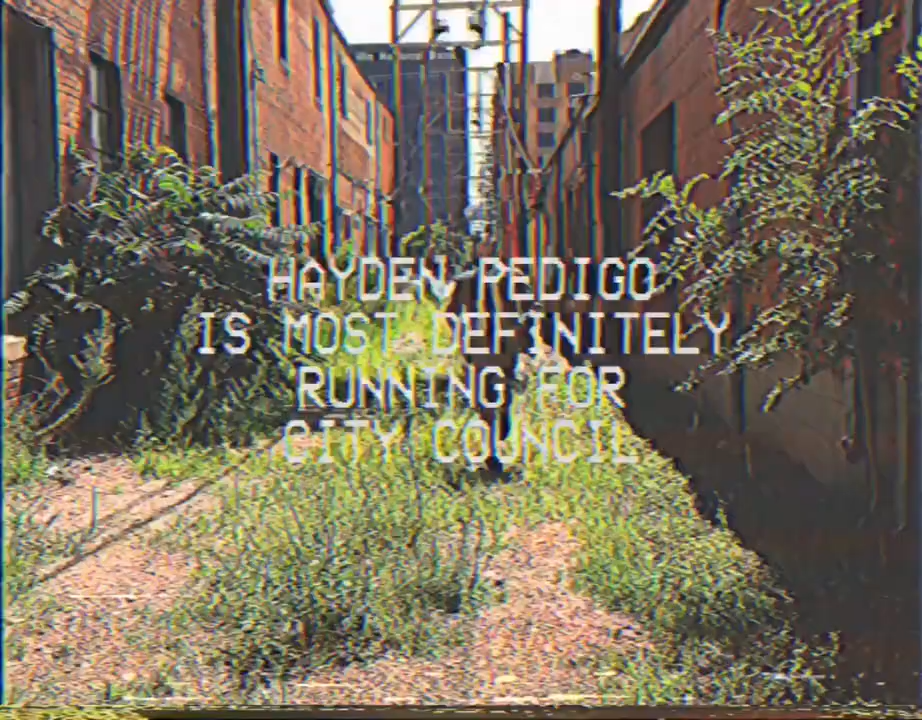 HAYDEN PEDIGO
IS MOST DEFINITELY
RUNNING FOR
CITY COUNCIL